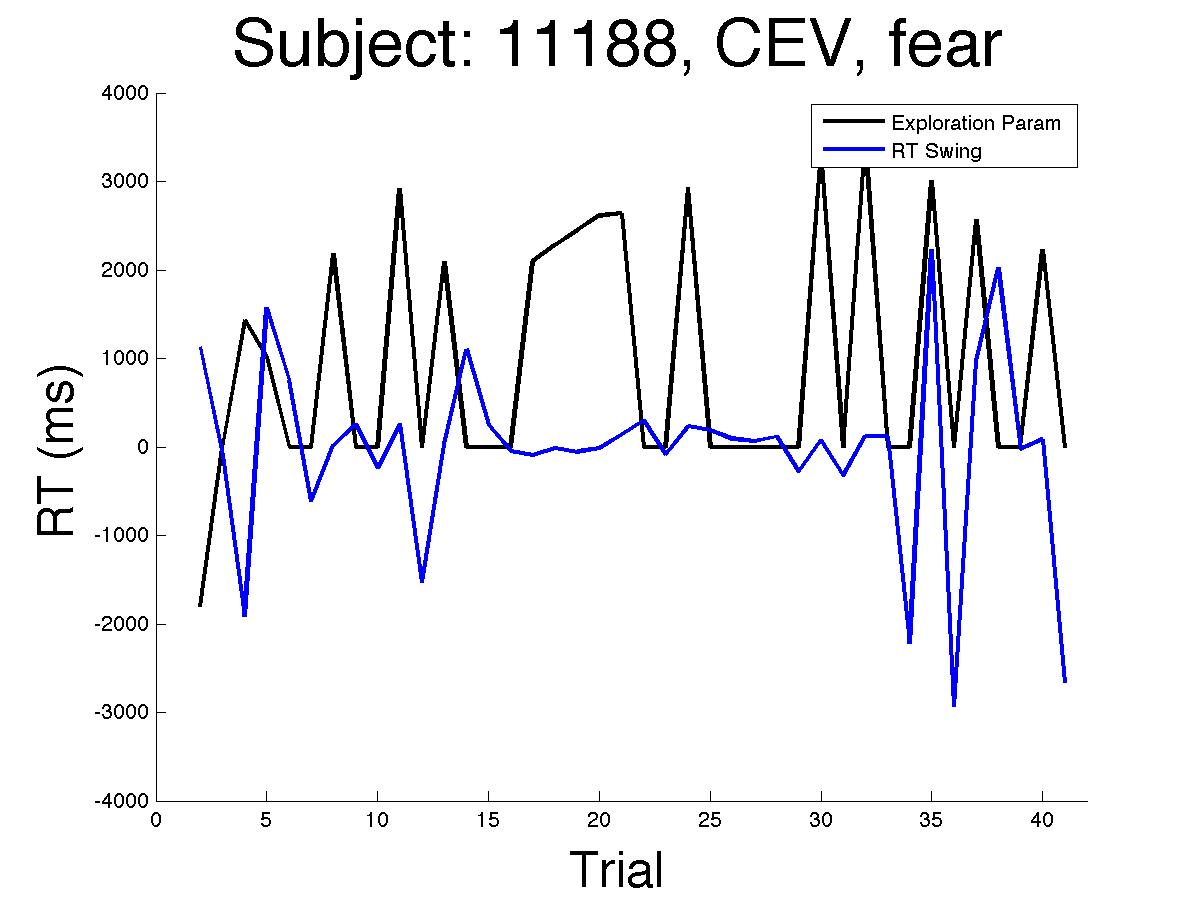 Subject: 11188, CEV, fear
4000
3000
2000
1000
0
-1000
-2000
-3000
-4000
RT (ms)
Exploration Param
RT Swing
0 5 10 15 20 25 30 35 40
Trial